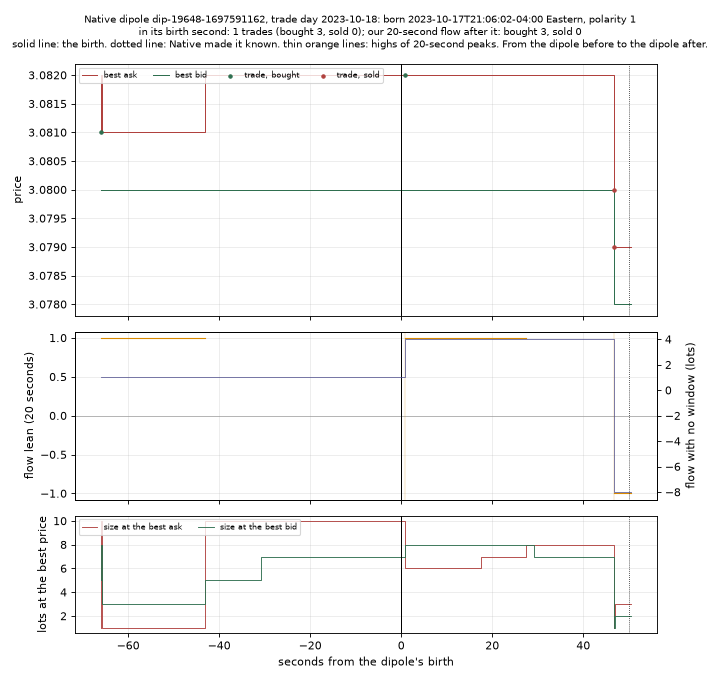 Native dipole dip-19648-1697591162, trade day 2023-10-18: born 2023-10-17T21:06:02-04:00 Eastern, polarity 1
in its birth second: 1 trades (bought 3, sold 0); our 20-second flow after it: bought 3, sold 0
solid line: the birth. dotted line: Native made it known. thin orange lines: highs of 20-second peaks. From the dipole before to the dipole after.
best ask
best bid
trade, bought
trade, sold
3.0820
3.0815
3.0810
3.0805
3.0800
3.0795
3.0790
3.0785
3.0780
price
1.0
0.5
0.0
−0.5
−1.0
flow lean (20 seconds)
4
2
0
−2
−4
−6
−8
flow with no window (lots)
size at the best ask
size at the best bid
10
8
6
4
2
lots at the best price
−60
−40
−20
0
20
40
seconds from the dipole's birth